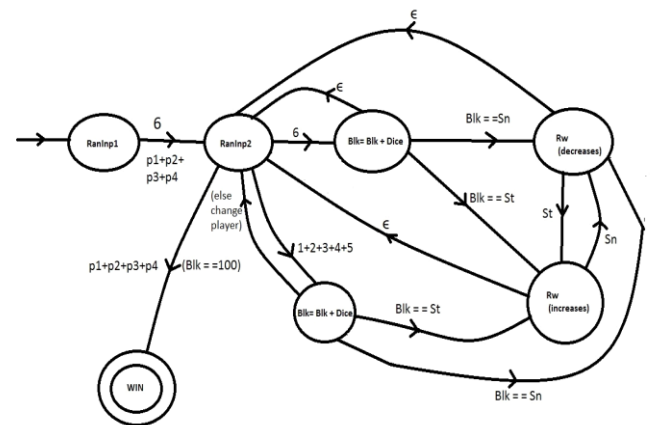 ϵ
6
ϵ
RanInp1
p1+p2+
p3+p4
RanInp2
6
Blk= Blk + Dice
Blk ==Sn
Rw
(decreases)
Blk == St
St
Sn
(else
change
player)
ϵ
1+2+3+4+5
p1+p2+p3+p4
(Blk ==100)
Blk= Blk + Dice
Blk == St
Rw
(increases)
Blk == Sn
WIN